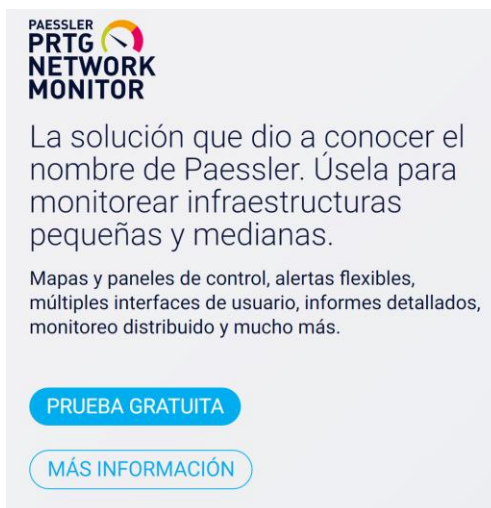 PAESSLER
PRTG
NETWORK
MONITOR
La solución que dio a conocer el
nombre de Paessler. Úsela para
monitorear infraestructuras
pequeñas y medianas.
Mapas y paneles de control, alertas flexibles,
múltiples interfaces de usuario, informes detallados,
monitoreo distribuido y mucho más.
PRUEBA GRATUITA
MÁS INFORMACIÓN